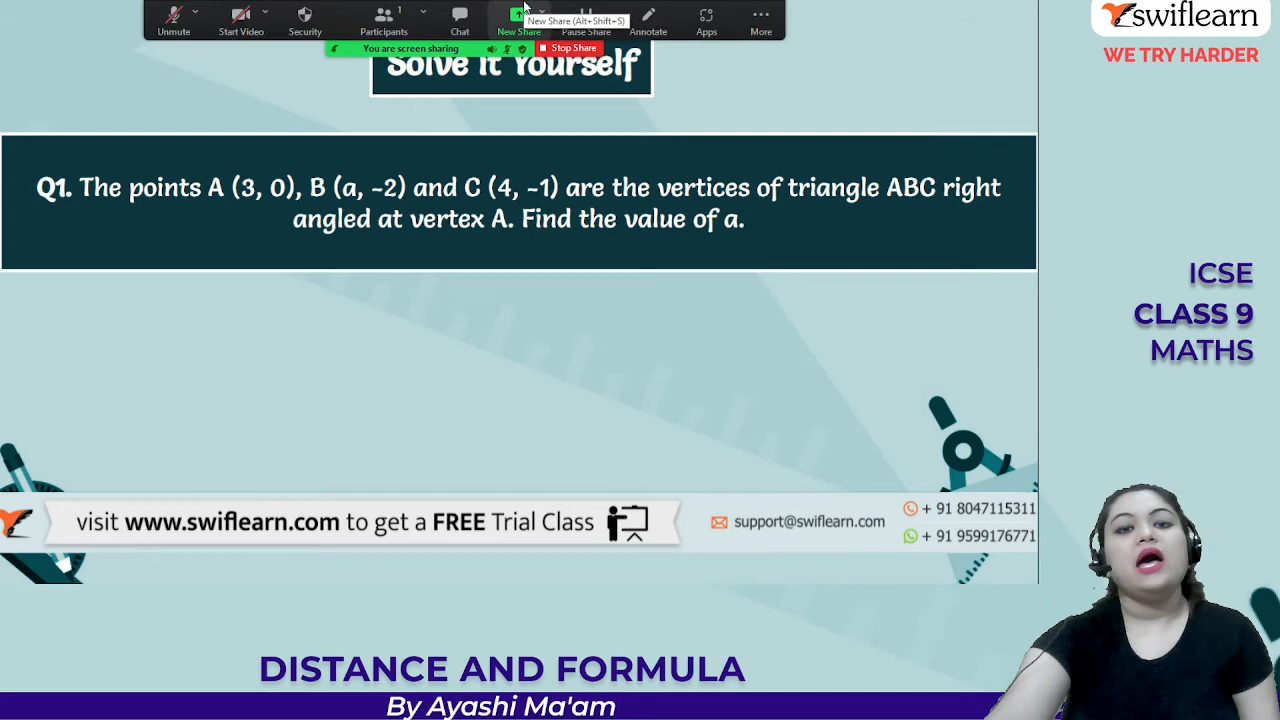 Unmute
Start Video
Security
1
Participants
Chat
New Share
Pause Share
Annotate
Apps
More
New Share (Alt+Shift+S)
You are screen sharing
Stop Share
swiflearn
WE TRY HARDER
Solve it Yourself
Q1. The points A (3, 0), B (a, -2) and C (4, -1) are the vertices of triangle ABC right
angled at vertex A. Find the value of a.
ICSE
CLASS 9
MATHS
visit www.swiflearn.com to get a FREE Trial Class
support@swiflearn.com
+ 91 8047115311
+ 91 9599176771
DISTANCE AND FORMULA
By Ayashi Ma'am